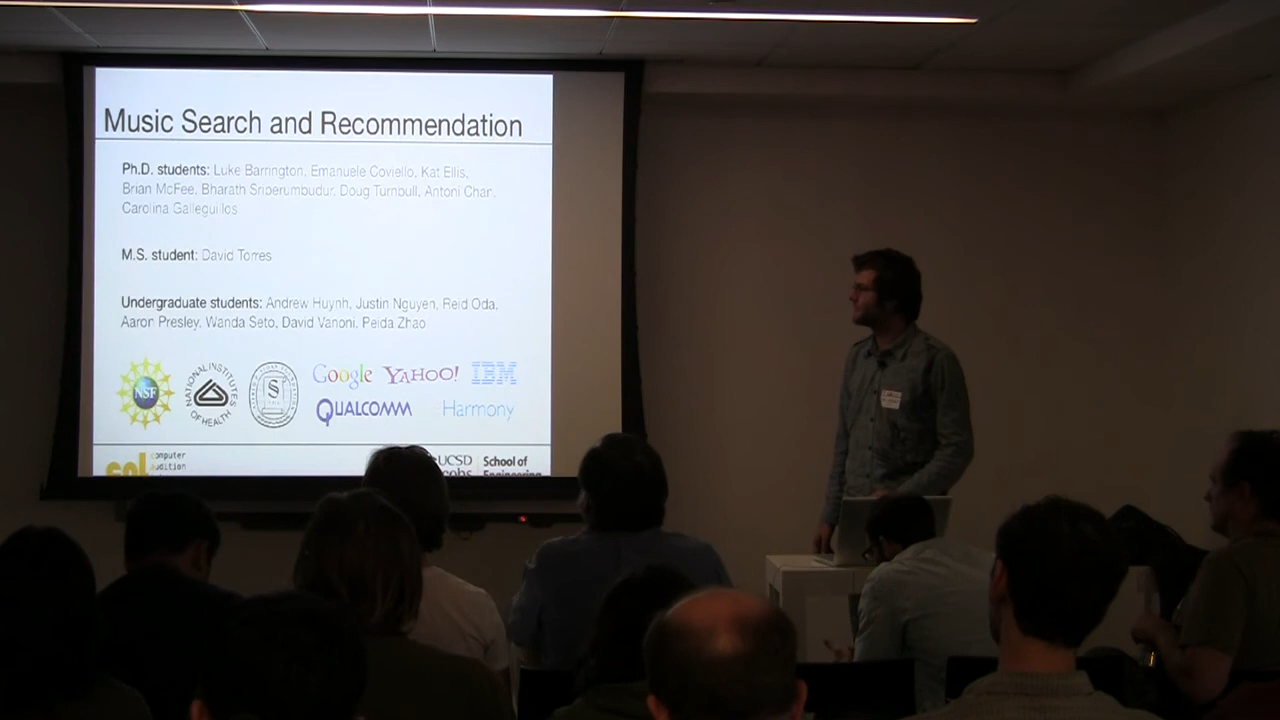 Music Search and Recommendation
Ph.D. students: Luke Barrington, Emanuele Coviello, Kat Ellis,
Brian McFee, Bharath Sriperumbudur, Doug Turnbull, Antoni Chan,
Carolina Galleguillos
M.S. student: David Torres
Undergraduate students: Andrew Huynh, Justin Nguyen, Reid Oda,
Aaron Presley, Wanda Seto, David Vanoni, Peida Zhao
NSF
NATIONAL INSTITUTES OF HEALTH
Google YAHOO! IBM
QUALCOMM Harmony
UCSD School of
Engineering